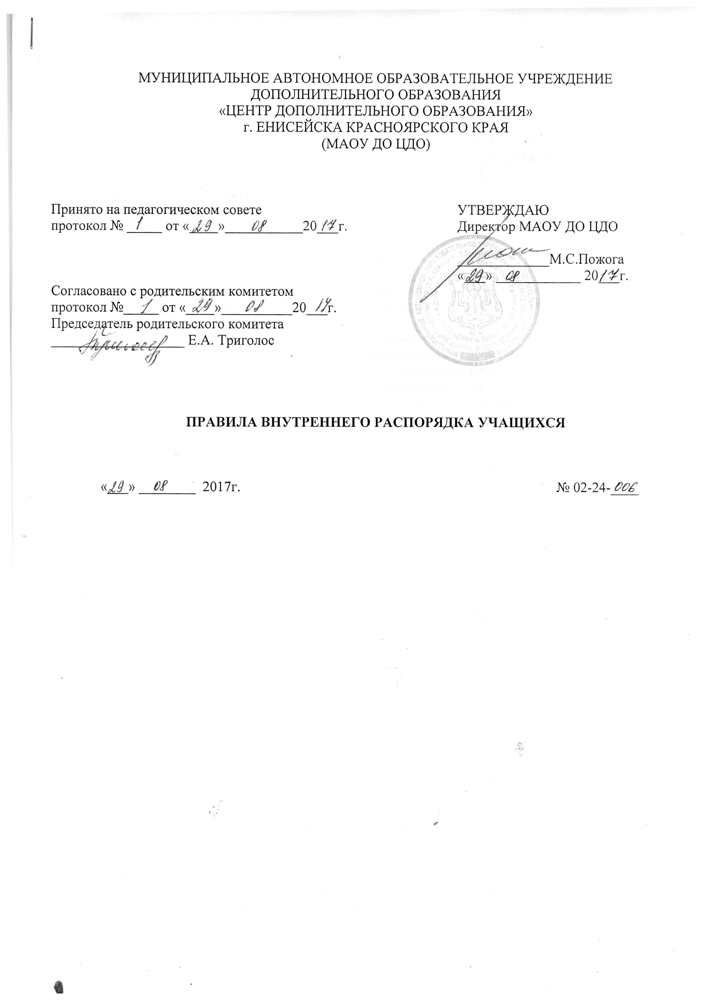 МУНИЦИПАЛЬНОЕ АВТОНОМНОЕ ОБРАЗОВАТЕЛЬНОЕ УЧРЕЖДЕНИЕ
ДОПОЛНИТЕЛЬНОГО ОБРАЗОВАНИЯ
«ЦЕНТР ДОПОЛНИТЕЛЬНОГО ОБРАЗОВАНИЯ»
г. ЕНИСЕЙСКА КРАСНОЯРСКОГО КРАЯ
(МАОУ ДО ЦДО)
Принято на педагогическом совете
протокол № 1 от «29» 08 2017г.
УТВЕРЖДАЮ
Директор МАОУ ДО ЦДО
М.С.Пожога
«29» 08 2017г.
Согласовано с родительским комитетом
протокол № 1 от «29» 08 2017г.
Председатель родительского комитета
Е.А. Триголос
ПРАВИЛА ВНУТРЕННЕГО РАСПОРЯДКА УЧАЩИХСЯ
«29» 08 2017г.
№ 02-24-006